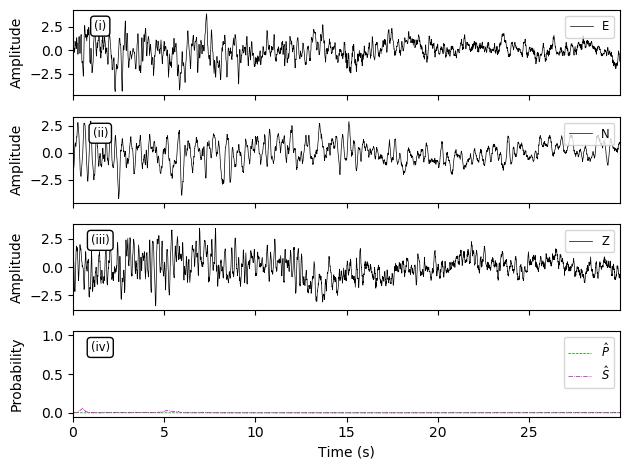 Amplitude
2.5
0.0
−2.5
(i)
E
Amplitude
2.5
0.0
−2.5
(ii)
N
Amplitude
2.5
0.0
−2.5
(iii)
Z
Probability
1.0
0.5
0.0
(iv)
P̂
Ŝ
0 5 10 15 20 25
Time (s)